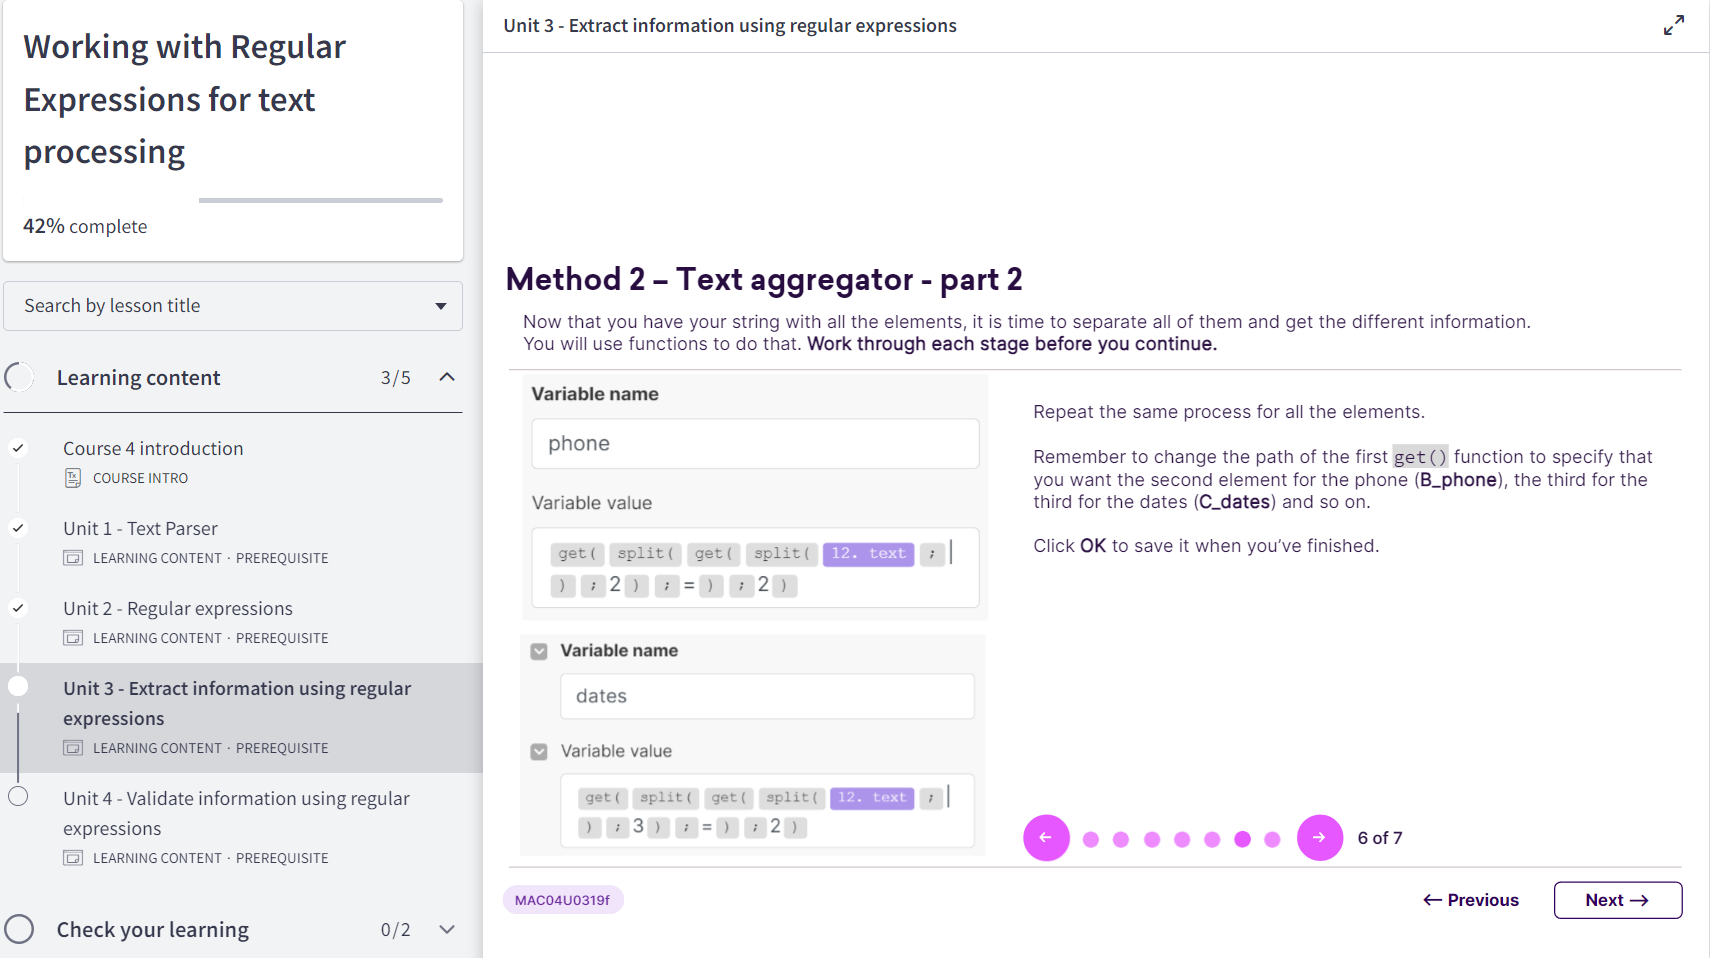 Working with Regular
Expressions for text
processing
42% complete
Search by lesson title
Learning content 3/5
Course 4 introduction
COURSE INTRO
Unit 1 - Text Parser
LEARNING CONTENT · PREREQUISITE
Unit 2 - Regular expressions
LEARNING CONTENT · PREREQUISITE
Unit 3 - Extract information using regular
expressions
LEARNING CONTENT · PREREQUISITE
Unit 4 - Validate information using regular
expressions
LEARNING CONTENT · PREREQUISITE
Check your learning 0/2
Unit 3 - Extract information using regular expressions
Method 2 – Text aggregator - part 2
Now that you have your string with all the elements, it is time to separate all of them and get the different information.
You will use functions to do that. Work through each stage before you continue.
Variable name
phone
Variable value
get( split( get( split( 12. text ; |
) ; 2 ) ; = ) ; 2 )
Variable name
dates
Variable value
get( split( get( split( 12. text ; |
) ; 3 ) ; = ) ; 2 )
Repeat the same process for all the elements.
Remember to change the path of the first get() function to specify that
you want the second element for the phone (B_phone), the third for the
third for the dates (C_dates) and so on.
Click OK to save it when you’ve finished.
← → 6 of 7
MAC04U0319f
← Previous Next →